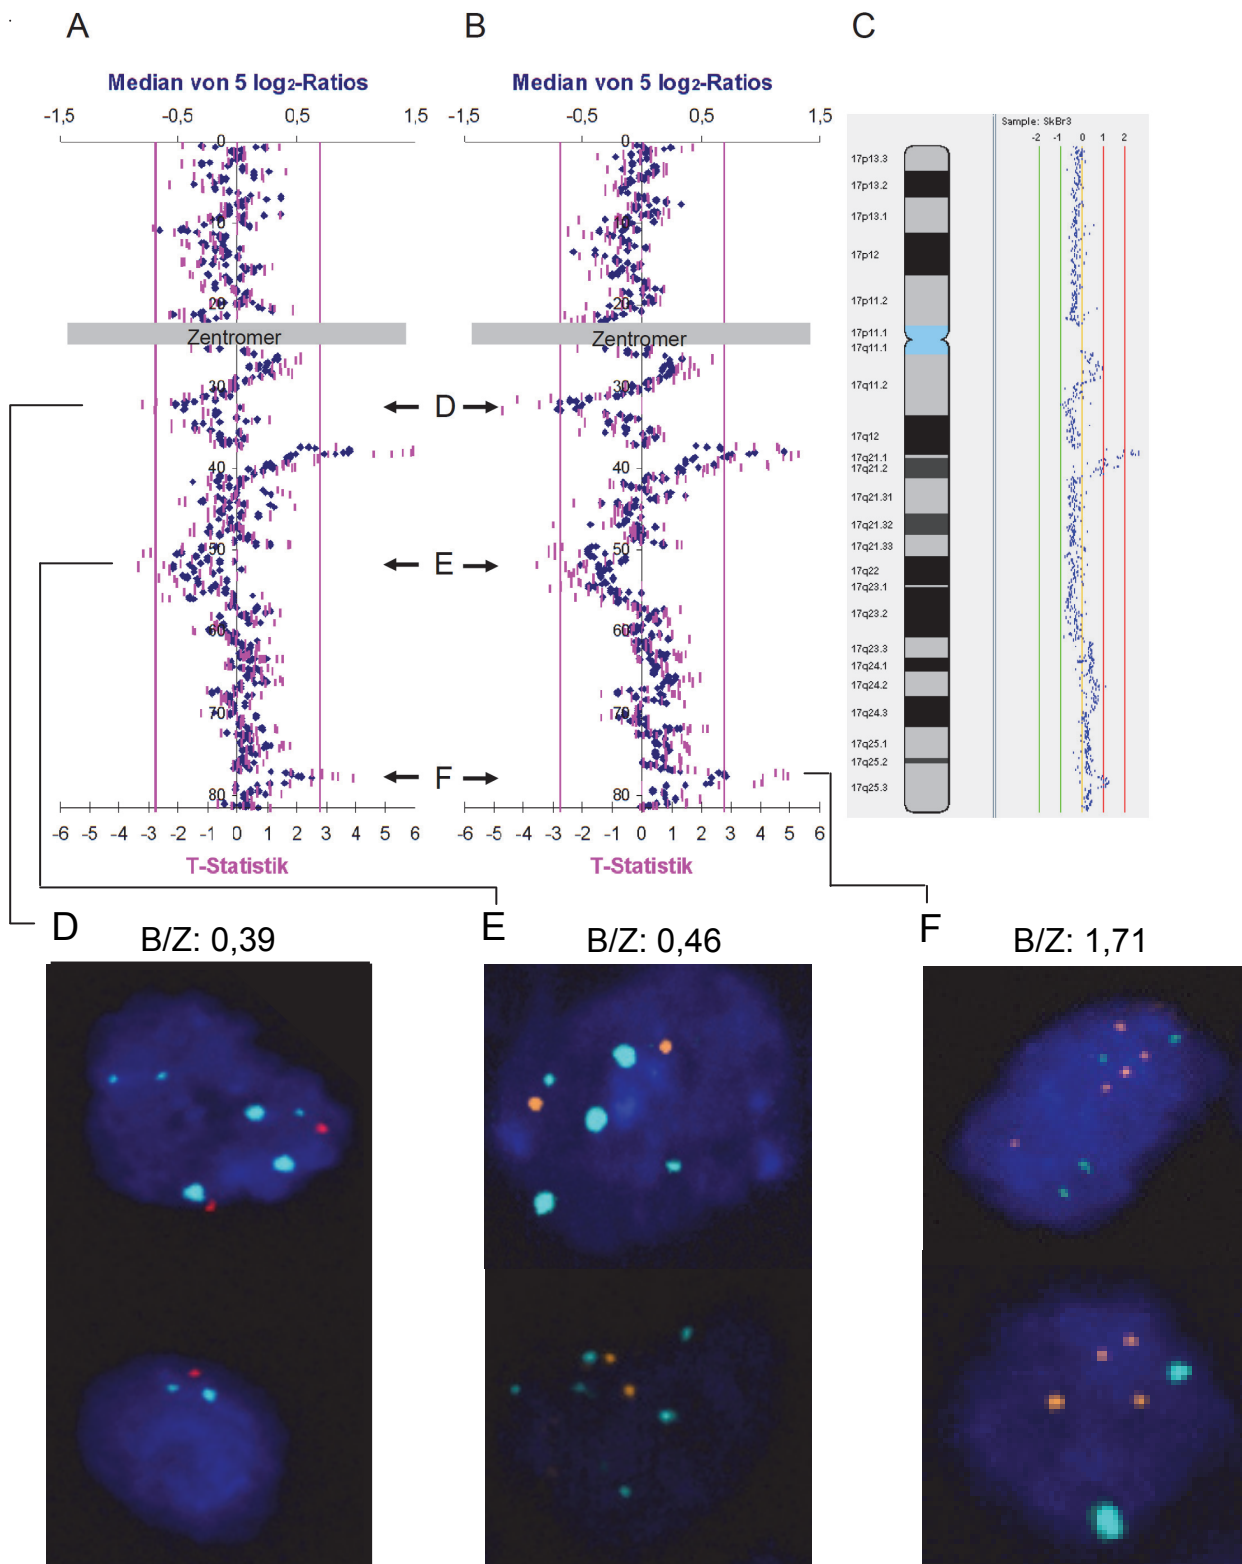 A
B
C
Median von 5 log2-Ratios
Median von 5 log2-Ratios
-1,5 -0,5 0 0,5 1,5
-1,5 -0,5 0 0,5 1,5
Sample: SkBr3
-2 -1 0 1 2
0
10
20
Zentromer
30
40
50
60
70
80
0
10
20
Zentromer
30
40
50
60
70
80
D
E
F
-6 -5 -4 -3 -2 -1 0 1 2 3 4 5 6
-6 -5 -4 -3 -2 -1 0 1 2 3 4 5 6
T-Statistik
T-Statistik
17p13.3
17p13.2
17p13.1
17p12
17p11.2
17p11.1
17q11.1
17q11.2
17q12
17q21.1
17q21.2
17q21.31
17q21.32
17q21.33
17q22
17q23.1
17q23.2
17q23.3
17q24.1
17q24.2
17q24.3
17q25.1
17q25.2
17q25.3
D
B/Z: 0,39
E
B/Z: 0,46
F
B/Z: 1,71